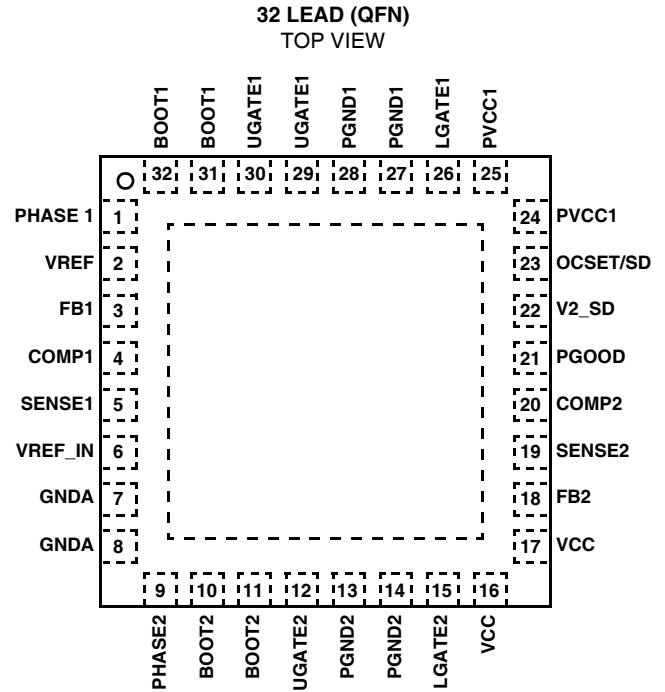 32 LEAD (QFN)
TOP VIEW
BOOT1
BOOT1
UGATE1
UGATE1
PGND1
PGND1
LGATE1
PVCC1
32 31 30 29 28 27 26 25
PHASE 1 1 24 PVCC1
VREF 2 23 OCSET/SD
FB1 3 22 V2_SD
COMP1 4 21 PGOOD
SENSE1 5 20 COMP2
VREF_IN 6 19 SENSE2
GNDA 7 18 FB2
GNDA 8 17 VCC
9 10 11 12 13 14 15 16
PHASE2
BOOT2
BOOT2
UGATE2
PGND2
PGND2
LGATE2
VCC